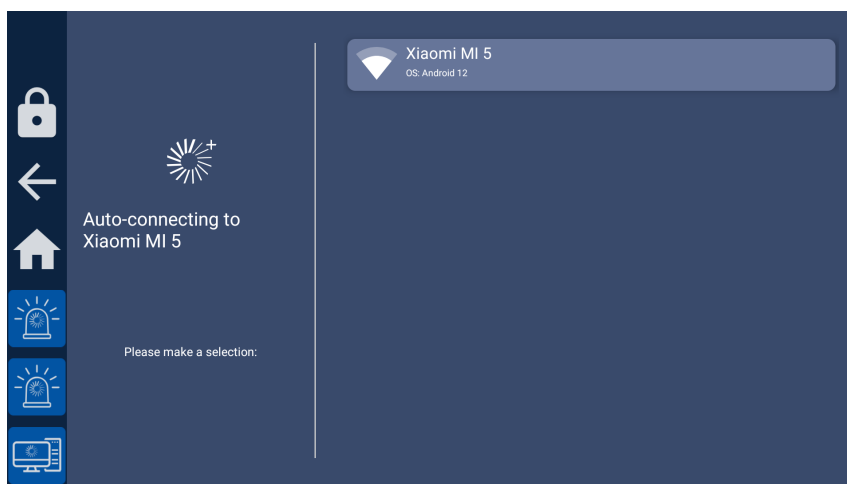 Auto-connecting to
Xiaomi MI 5
Please make a selection:
Xiaomi MI 5
OS: Android 12